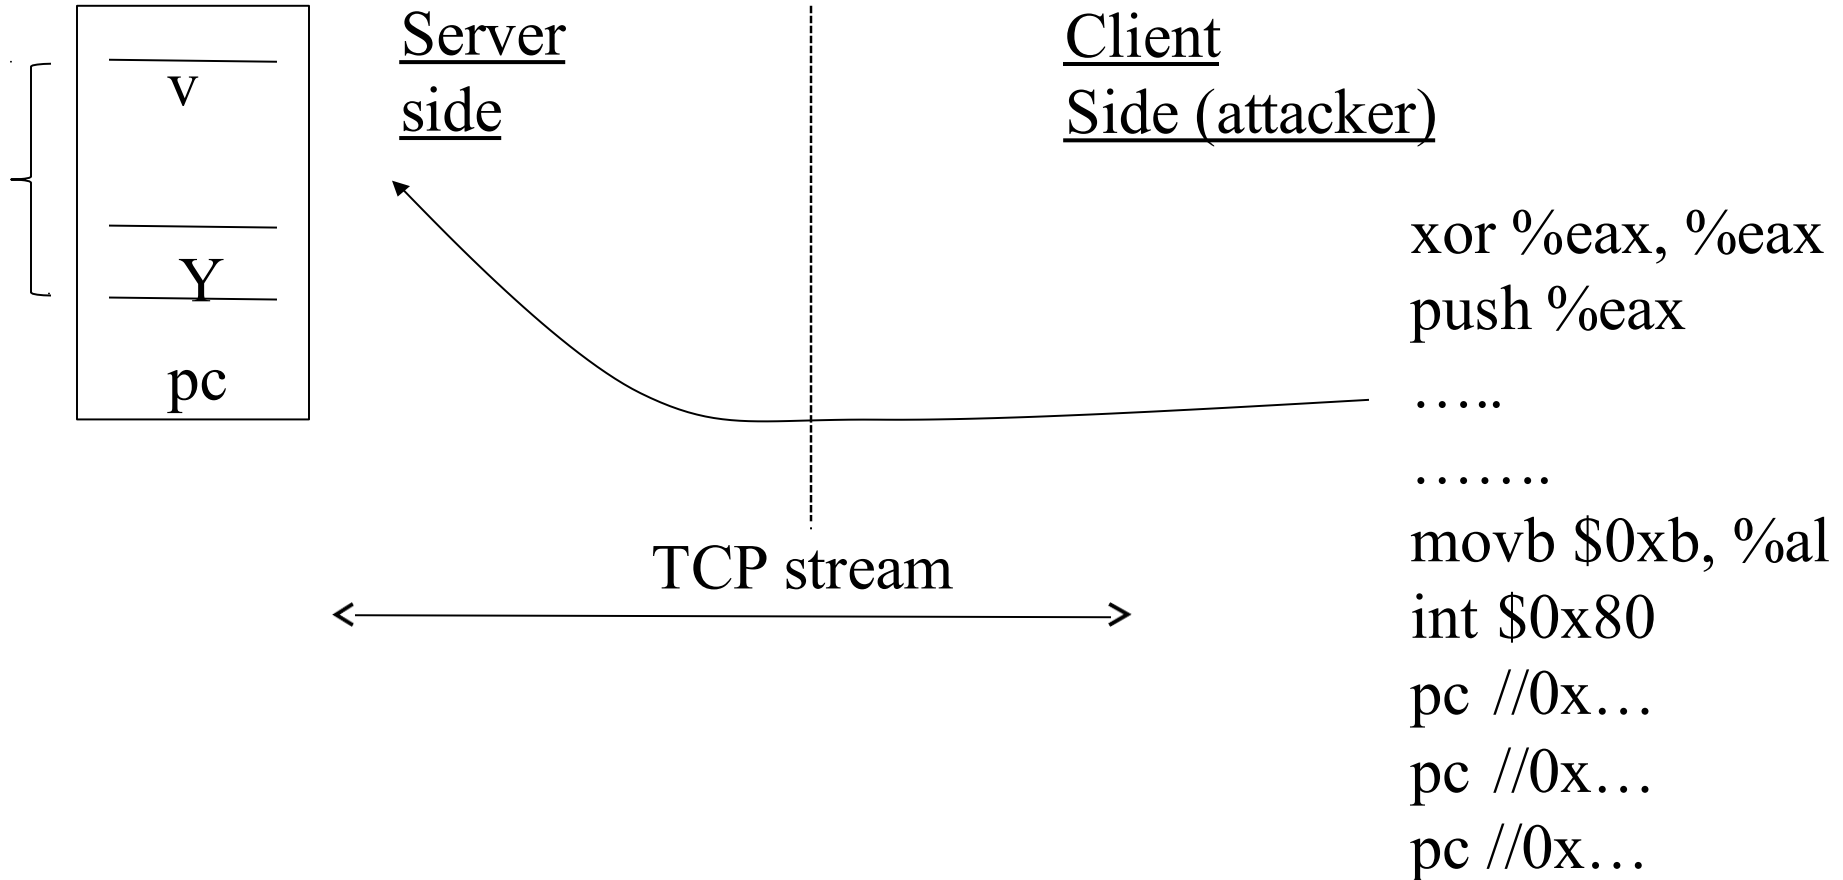 v
Y
pc
Server
side
Client
Side (attacker)
xor %eax, %eax
push %eax
…..
…….
movb $0xb, %al
int $0x80
pc //0x…
pc //0x…
pc //0x…
TCP stream